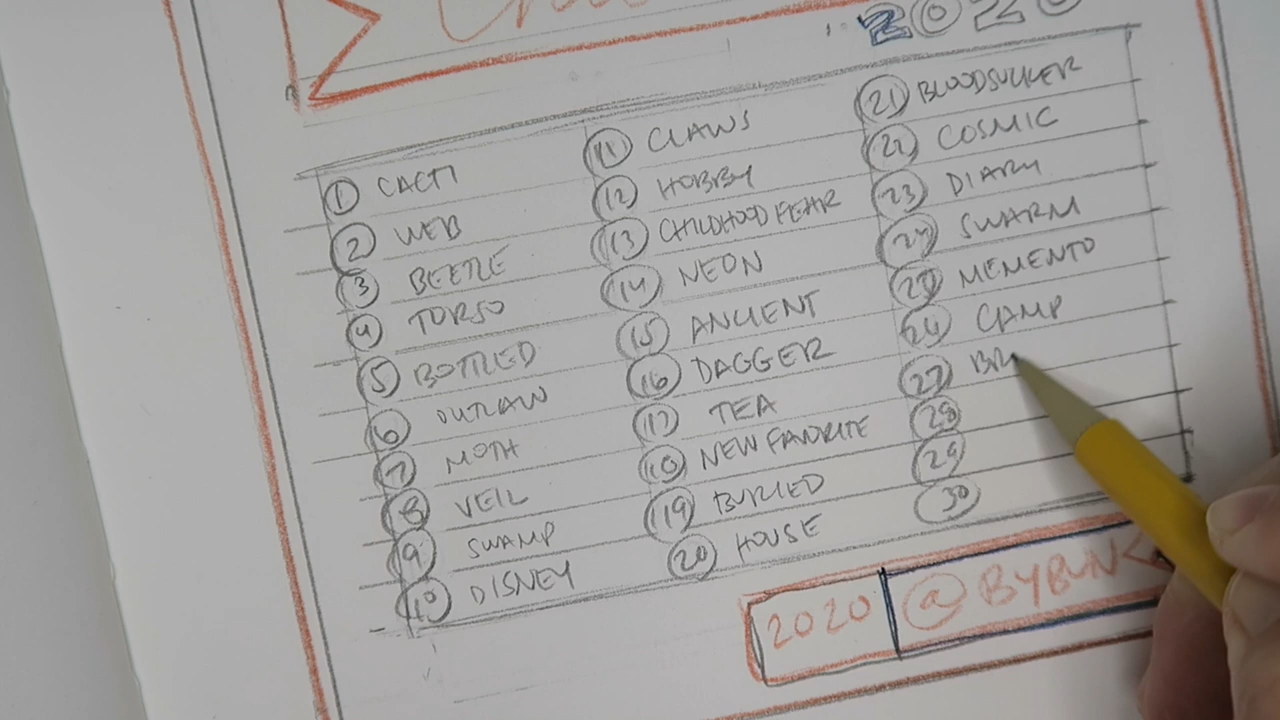 2020
1 CACTI
2 WEB
3 BEETLE
4 TORSO
5 BOTTLED
6 OUTLAW
7 MOTH
8 VEIL
9 SWAMP
10 DISNEY
11 CLAWS
12 HOBBY
13 CHILDHOOD FEAR
14 NEON
15 ANCIENT
16 DAGGER
17 TEA
18 NEW FAVORITE
19 BURIED
20 HOUSE
21 BLOODSUCKER
22 COSMIC
23 DIARY
24 SWARM
25 MEMENTO
26 CAMP
27
28
29
30
2020 @BYBUN